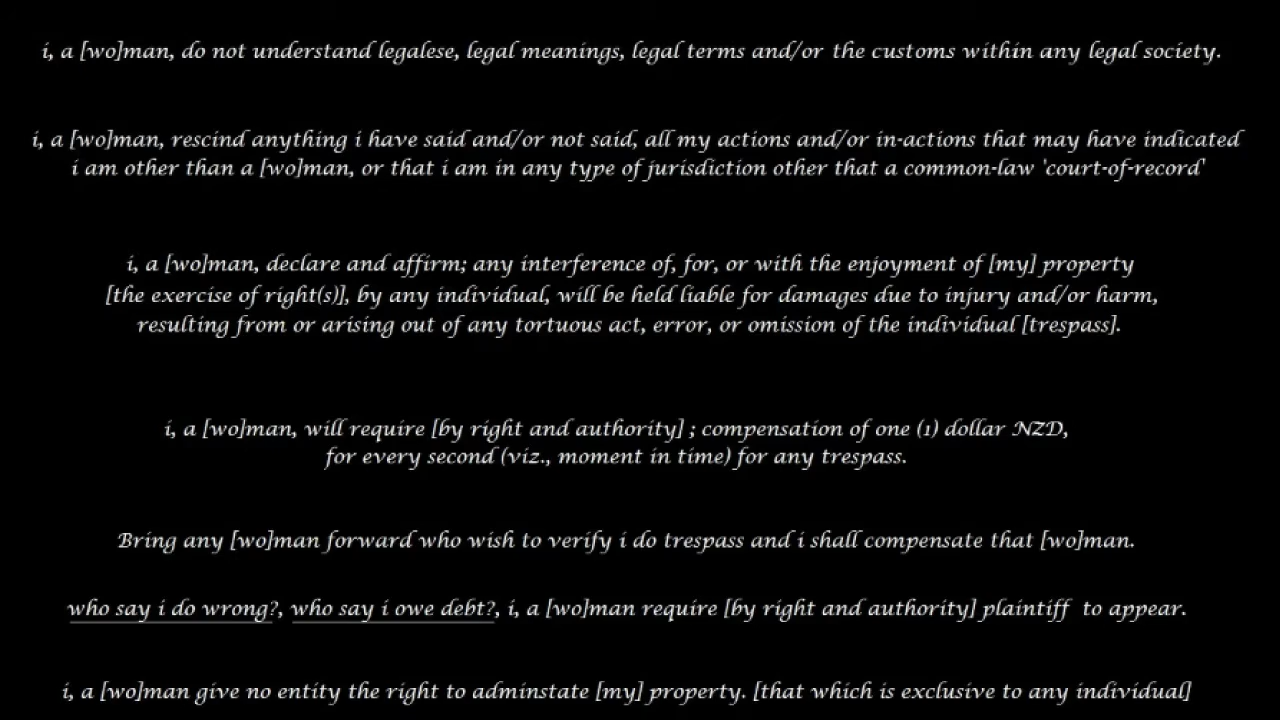 i, a [wo]man, do not understand legalese, legal meanings, legal terms and/or the customs within any legal society.
i, a [wo]man, rescind anything i have said and/or not said, all my actions and/or in-actions that may have indicated
i am other than a [wo]man, or that i am in any type of jurisdiction other that a common-law 'court-of-record'
i, a [wo]man, declare and affirm; any interference of, for, or with the enjoyment of [my] property
[the exercise of right(s)], by any individual, will be held liable for damages due to injury and/or harm,
resulting from or arising out of any tortuous act, error, or omission of the individual [trespass].
i, a [wo]man, will require [by right and authority] ; compensation of one (1) dollar NZD,
for every second (viz., moment in time) for any trespass.
Bring any [wo]man forward who wish to verify i do trespass and i shall compensate that [wo]man.
who say i do wrong?, who say i owe debt?, i, a [wo]man require [by right and authority] plaintiff to appear.
i, a [wo]man give no entity the right to adminstate [my] property. [that which is exclusive to any individual]